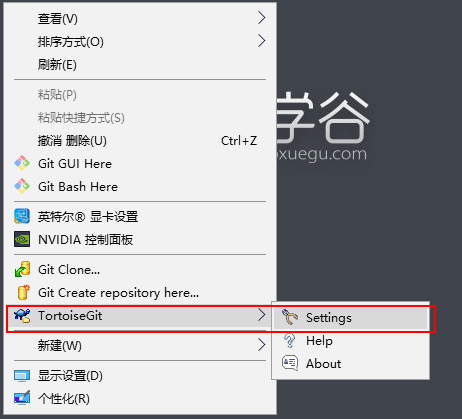 查看(V)
排序方式(O)
刷新(E)
粘贴(P)
粘贴快捷方式(S)
撤消 删除(U) Ctrl+Z
Git GUI Here
Git Bash Here
英特尔® 显卡设置
NVIDIA 控制面板
Git Clone...
Git Create repository here...
TortoiseGit
新建(W)
显示设置(D)
个性化(R)
Settings
Help
About
学谷
oxuegu.com